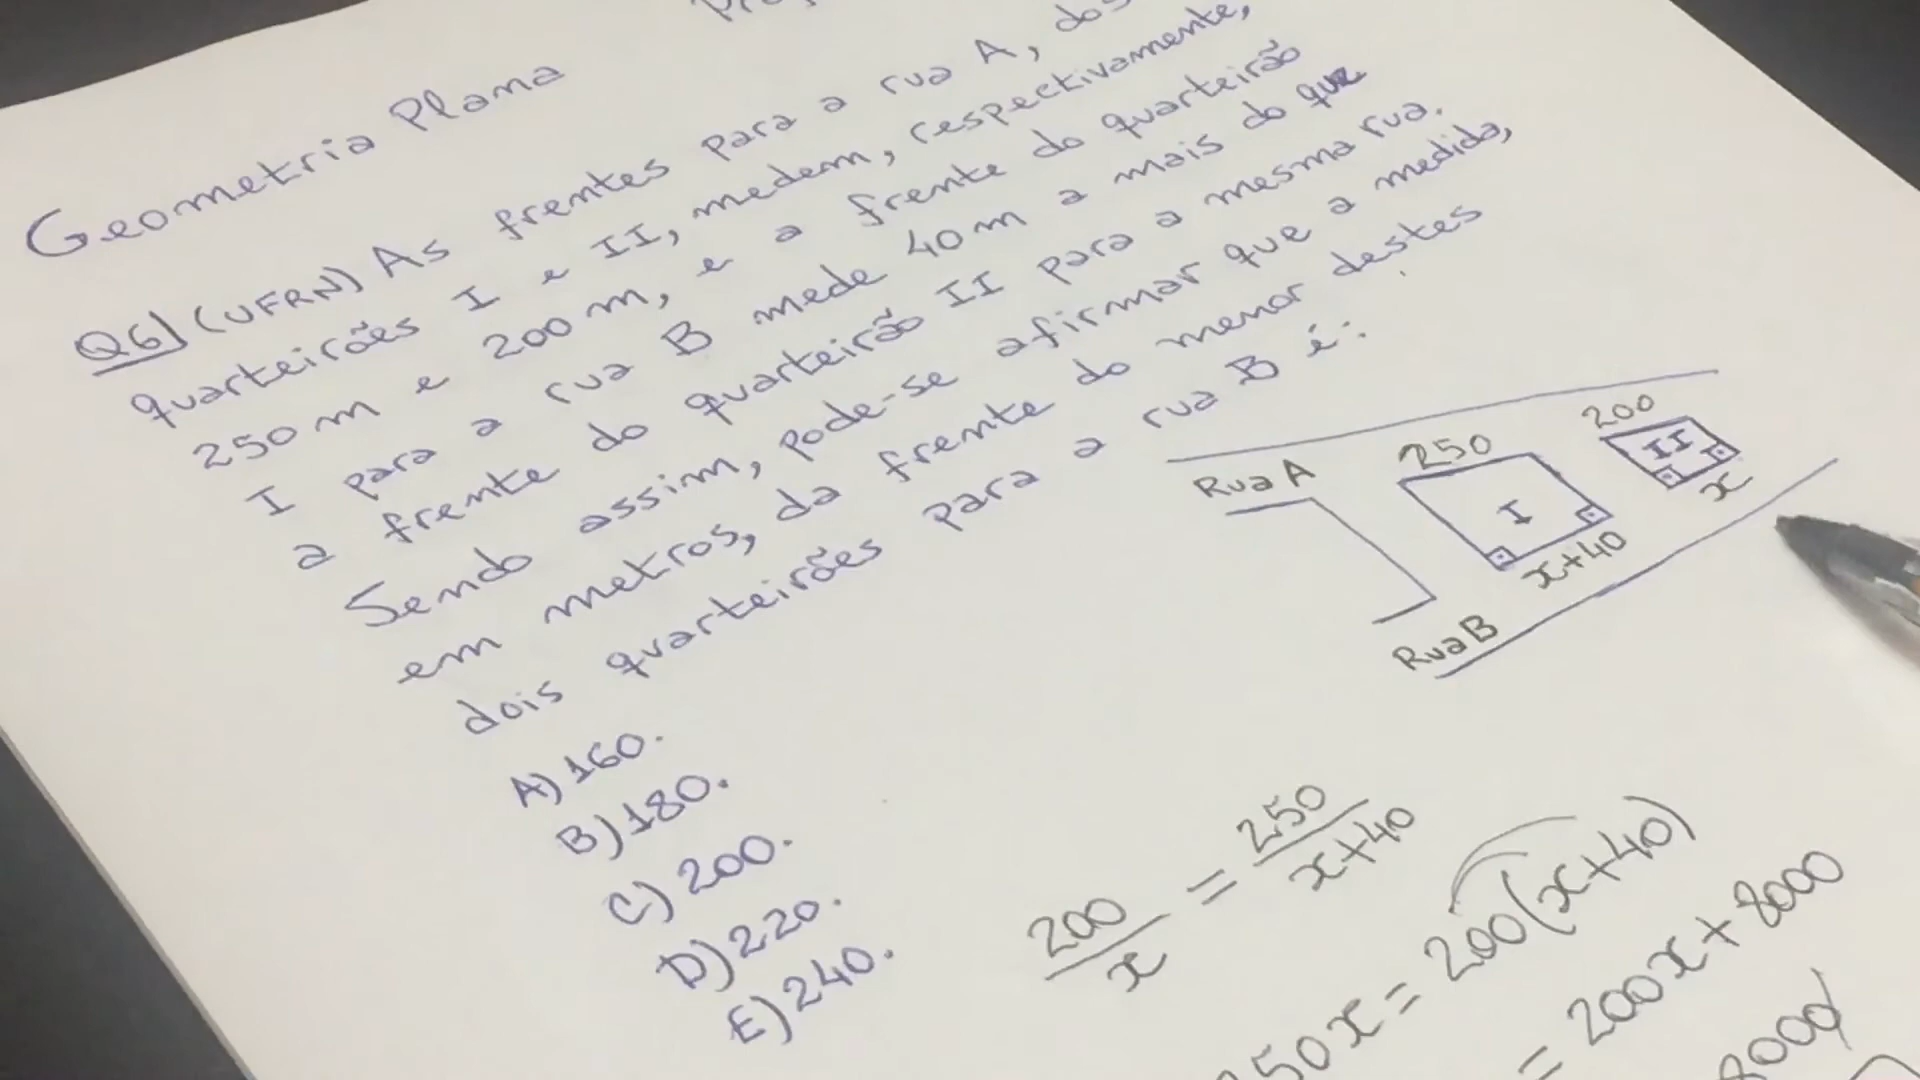 Geometria Plana
Q6) (UFRN) As frentes para a rua A, dos
quarteirões I e II, medem, respectivamente,
250 m e 200 m, e a frente do quarteirão
I para a rua B mede 40 m a mais do que
a frente do quarteirão II para a mesma rua.
Sendo assim, pode-se afirmar que a medida,
em metros, da frente do menor destes
dois quarteirões para a rua B é:
A) 160.
B) 180.
C) 200.
D) 220.
E) 240.
Rua A
250
200
I
II
x+40
x
Rua B
200/x = 250/x+40
250x = 200(x+40)
= 200x + 8000
8000